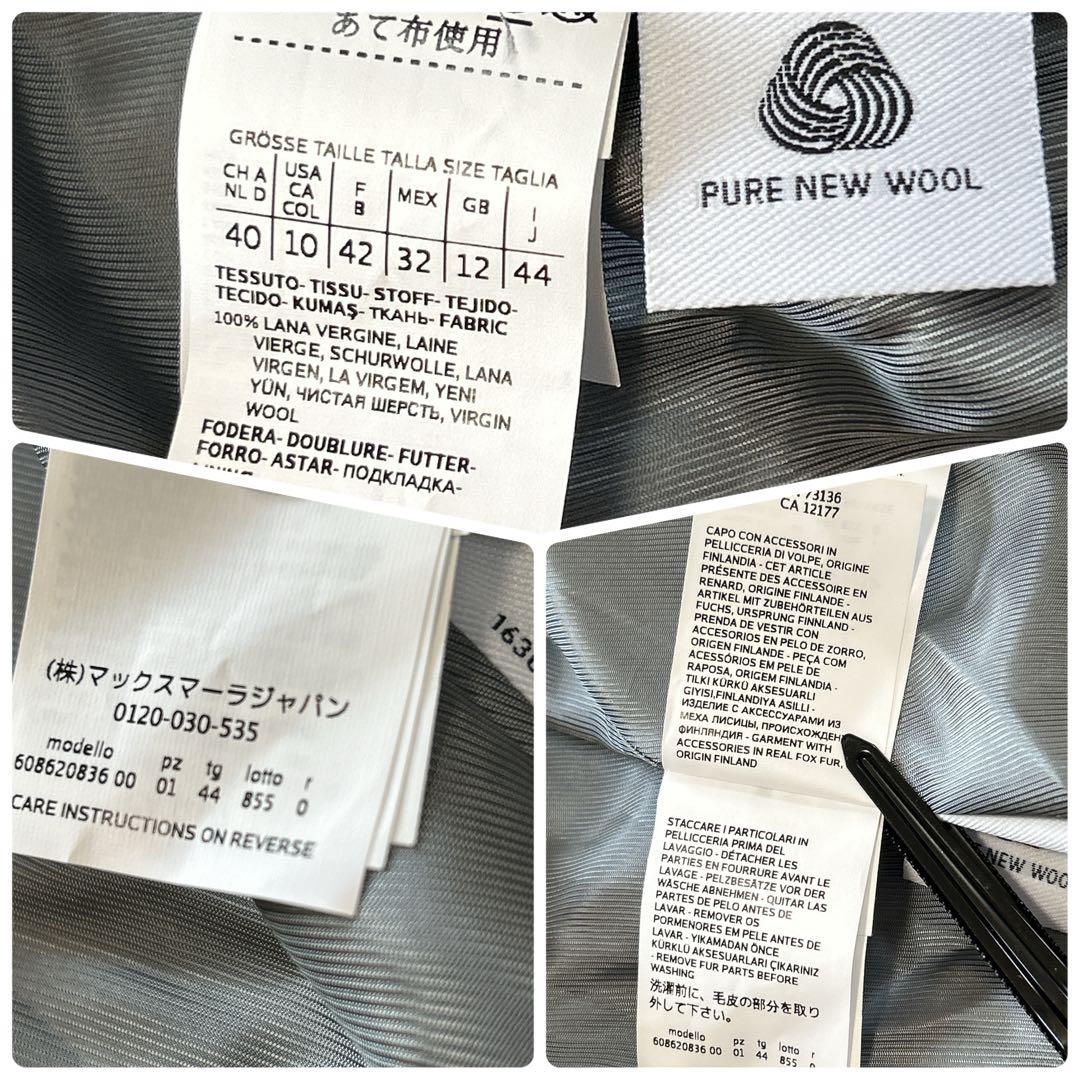 あて布使用
GRÖSSE TAILLE TALLA SIZE TAGLIA
CH A USA F MEX GB I
NL D CA B J
COL
40 10 42 32 12 44
TESSUTO- TISSU- STOFF- TEJIDO-
TECIDO- KUMAŞ- ТКАНЬ- FABRIC
100% LANA VERGINE, LAINE
VIERGE, SCHURWOLLE, LANA
VIRGEN, LA VIRGEM, YENI
YÜN, ЧИСТАЯ ШЕРСТЬ, VIRGIN
WOOL
FODERA- DOUBLURE- FUTTER-
FORRO- ASTAR- ПОДКЛАДКА-
PURE NEW WOOL
(株)マックスマーラジャパン
0120-030-535
modello pz tg lotto r
608620836 00 01 44 855 0
CARE INSTRUCTIONS ON REVERSE
73136
CA 12177
CAPO CON ACCESSORI IN
PELLICCERIA DI VOLPE, ORIGINE
FINLANDIA - CET ARTICLE
PRÉSENTE DES ACCESSOIRE EN
RENARD, ORIGINE FINLANDE -
ARTIKEL MIT ZUBEHÖRTEILEN AUS
FUCHS, URSPRUNG FINNLAND -
PRENDA DE VESTIR CON
ACCESORIOS EN PELO DE ZORRO,
ORIGEN FINLANDE - PEÇA COM
ACESSÓRIOS EM PELE DE
RAPOSA, ORIGEM FINLANDIA -
TILKI KÜRKÜ AKSESUARLI
GIYISI,FINLANDIYA ASILLI -
ИЗДЕЛИЕ С АКСЕССУАРАМИ ИЗ
МЕХА ЛИСИЦЫ, ПРОИСХОЖДЕН
ФИНЛЯНДИЯ - GARMENT WITH
ACCESSORIES IN REAL FOX FUR,
ORIGIN FINLAND
STACCARE I PARTICOLARI IN
PELLICCERIA PRIMA DEL
LAVAGGIO - DÉTACHER LES
PARTIES EN FOURRURE AVANT LE
LAVAGE - PELZBESÄTZE VOR DER
WÄSCHE ABNEHMEN - QUITAR LAS
PARTES DE PELO ANTES DE
LAVAR - REMOVER OS
PORMENORES EM PELE ANTES DE
LAVAR - YIKAMADAN ÖNCE
KÜRKLÜ AKSESUARLARI ÇIKARINIZ
- REMOVE FUR PARTS BEFORE
WASHING
洗濯前に、毛皮の部分を取り
外して下さい。
modello pz tg lotto r
608620836 00 01 44 855 0
NEW WOO